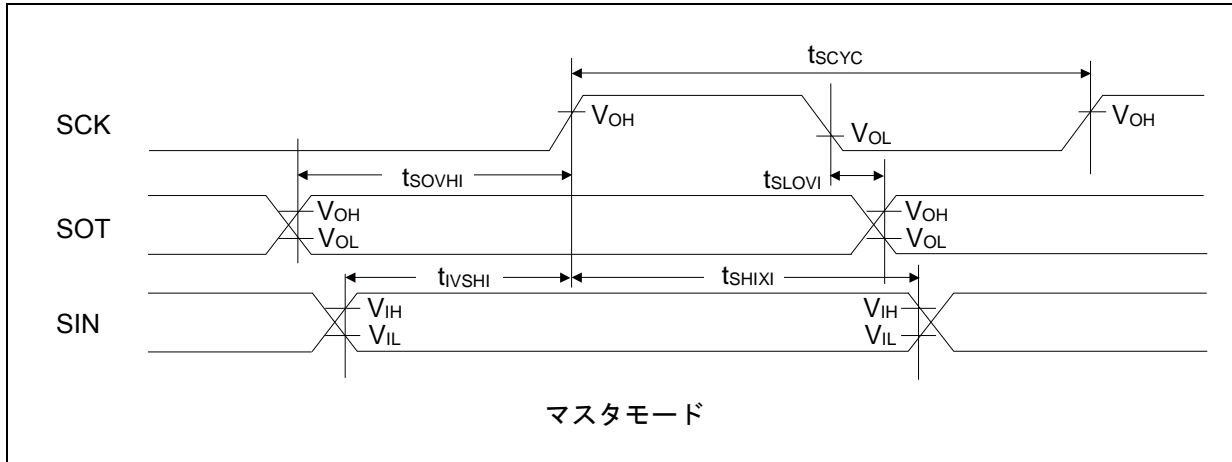 tSCYC
SCK
VOH
VOL
VOH
tSOVHI
tSLOVI
SOT
VOH
VOL
VOH
VOL
tIVSHI
tSHIXI
SIN
VIH
VIL
VIH
VIL
マスタモード